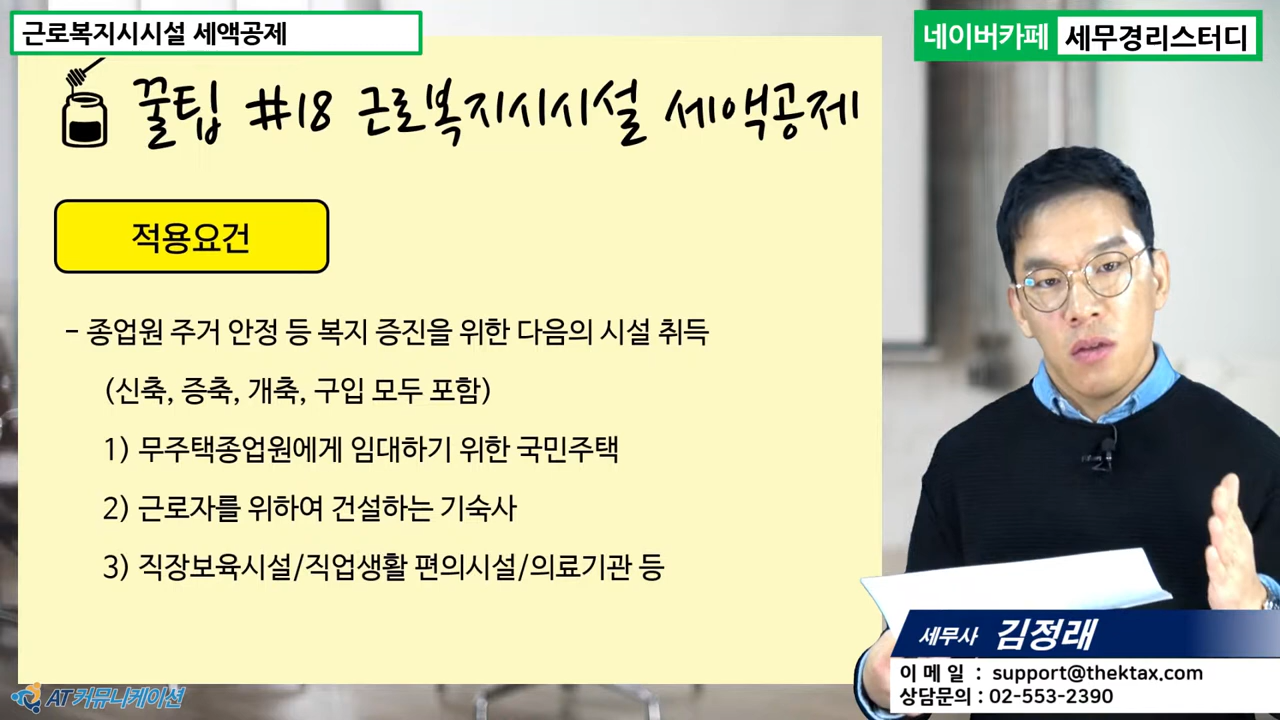 근로복지시시설 세액공제
네이버카페 세무경리스터디
꿀팁 #18 근로복지시시설 세액공제
적용요건
- 종업원 주거 안정 등 복지 증진을 위한 다음의 시설 취득
(신축, 증축, 개축, 구입 모두 포함)
1) 무주택종업원에게 임대하기 위한 국민주택
2) 근로자를 위하여 건설하는 기숙사
3) 직장보육시설/직업생활 편의시설/의료기관 등
세무사 김정래
이 메 일 : support@thektax.com
상담문의 : 02-553-2390
AT커뮤니케이션